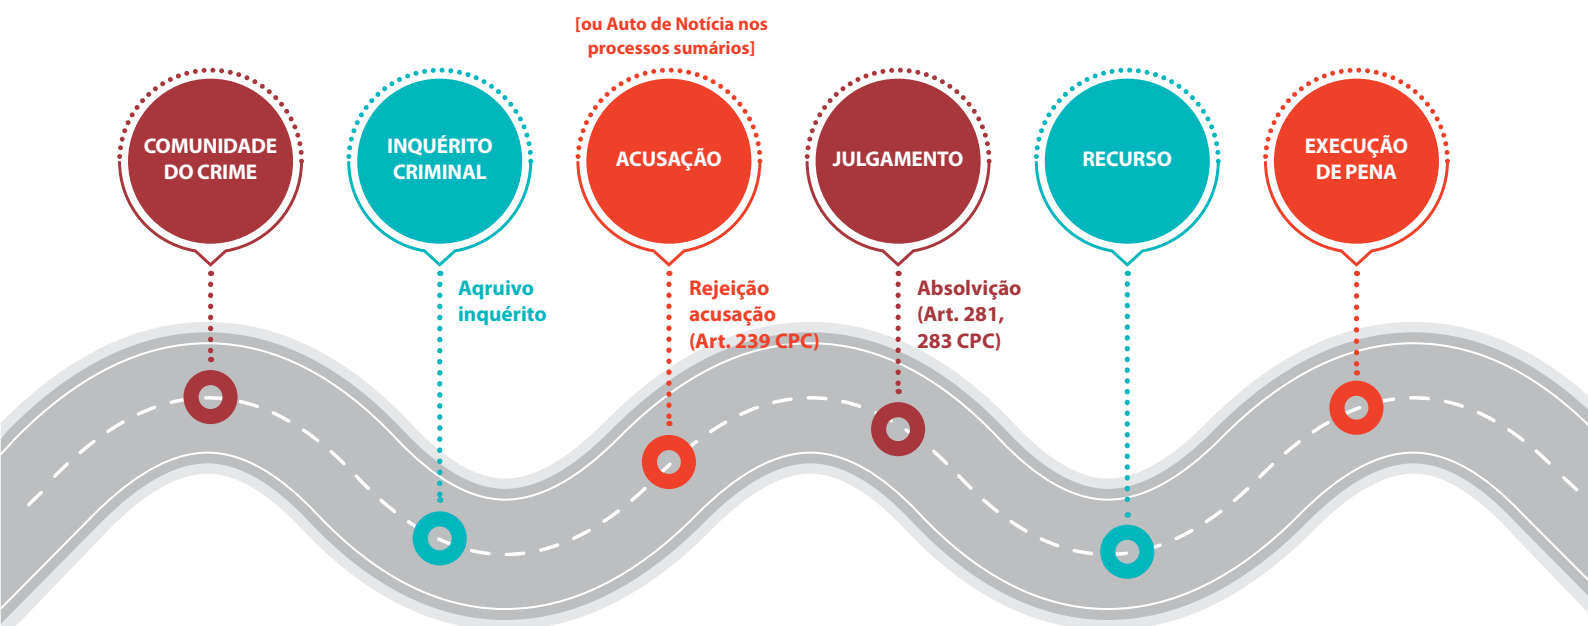 [ou Auto de Notícia nos
processos sumários]
COMUNIDADE
DO CRIME
INQUÉRITO
CRIMINAL
ACUSAÇÃO
JULGAMENTO
RECURSO
EXECUÇÃO
DE PENA
Aqruivo
inquérito
Rejeição
acusação
(Art. 239 CPC)
Absolvição
(Art. 281,
283 CPC)